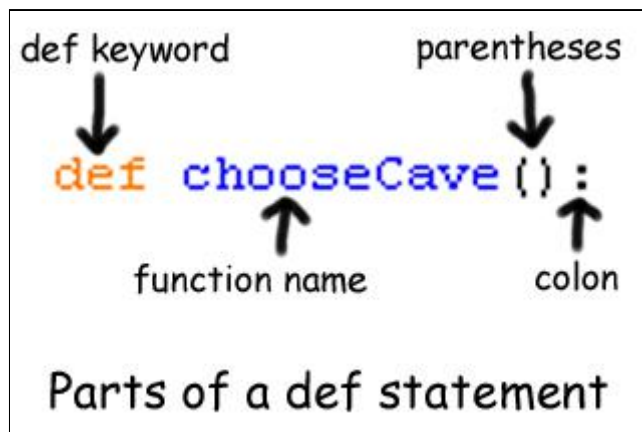 def keyword parentheses
def chooseCave():
function name colon
Parts of a def statement